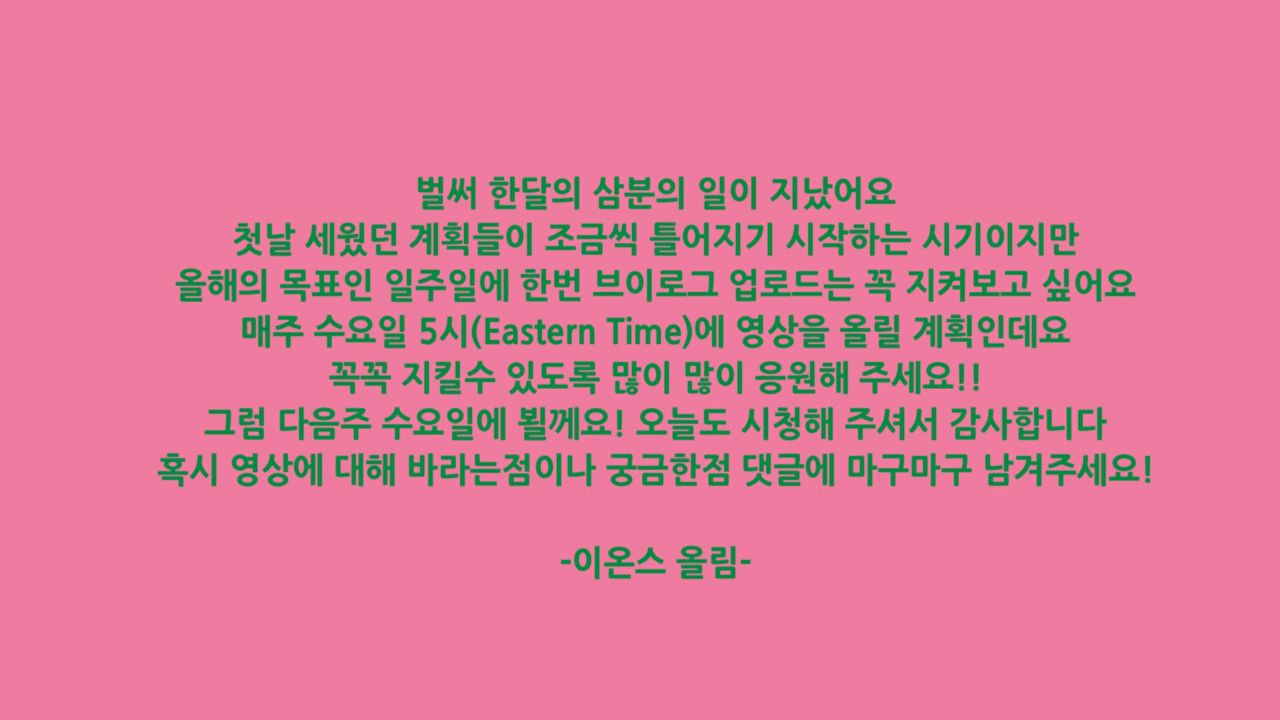 벌써 한달의 삼분의 일이 지났어요
첫날 세웠던 계획들이 조금씩 틀어지기 시작하는 시기이지만
올해의 목표인 일주일에 한번 브이로그 업로드는 꼭 지켜보고 싶어요
매주 수요일 5시(Eastern Time)에 영상을 올릴 계획인데요
꼭꼭 지킬수 있도록 많이 많이 응원해 주세요!!
그럼 다음주 수요일에 뵐께요! 오늘도 시청해 주셔서 감사합니다
혹시 영상에 대해 바라는점이나 궁금한점 댓글에 마구마구 남겨주세요!
-이온스 올림-